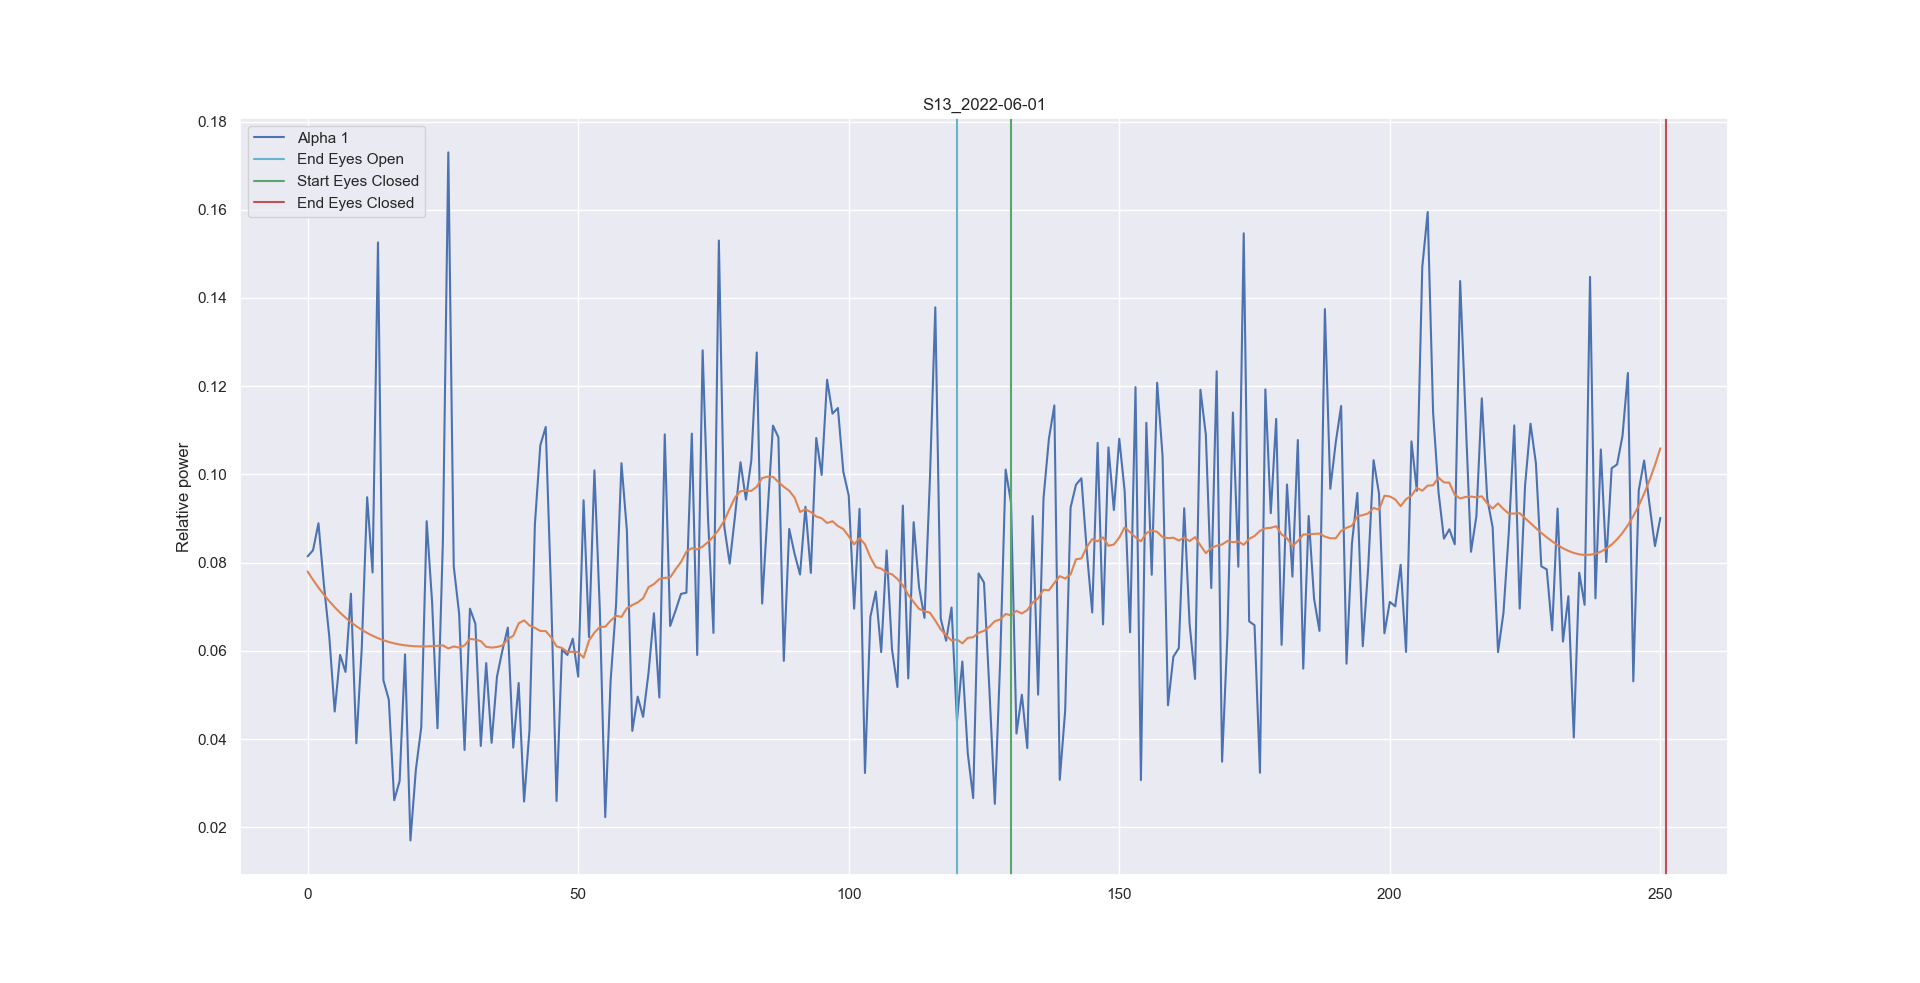 S13_2022-06-01
Alpha 1
End Eyes Open
Start Eyes Closed
End Eyes Closed
Relative power
0.18
0.16
0.14
0.12
0.10
0.08
0.06
0.04
0.02
0 50 100 150 200 250